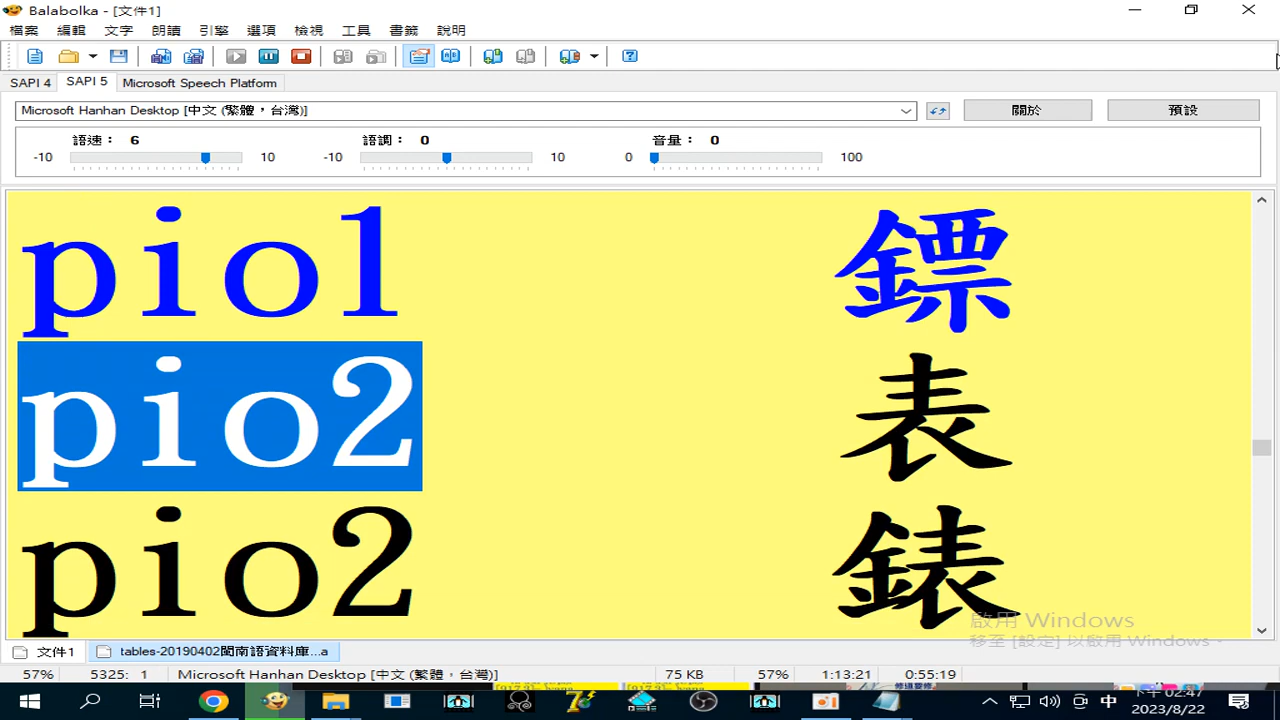 Balabolka - [文件1]
檔案 編輯 文字 朗讀 引擎 選項 檢視 工具 書籤 說明
SAPI 4 SAPI 5 Microsoft Speech Platform
Microsoft Hanhan Desktop [中文 (繁體，台灣)] 關於 預設
語速： 6 語調： 0 音量： 0
-10 10 -10 10 0 100
pio1 鏢
pio2 表
pio2 錶
啟用 Windows
移至 [設定] 以啟用 Windows。
文件1 tables-20190402閩南語資料庫...a
57% 5325: 1 Microsoft Hanhan Desktop [中文 (繁體，台灣)] 75 KB 57% 1:13:21 0:55:19
中 下午 02:47
2023/8/22